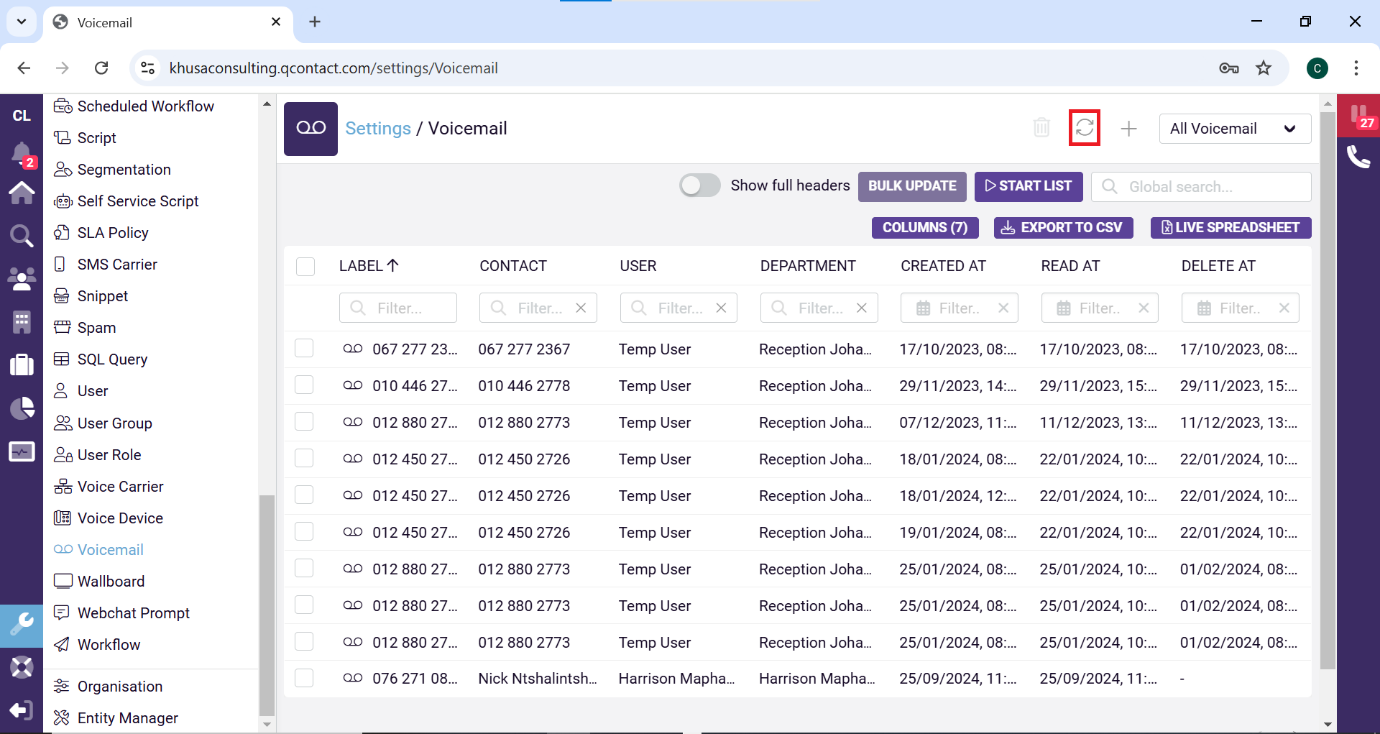 Voicemail
khusaconsulting.qcontact.com/settings/Voicemail
C
CL
2
27
Scheduled Workflow
Script
Segmentation
Self Service Script
SLA Policy
SMS Carrier
Snippet
Spam
SQL Query
User
User Group
User Role
Voice Carrier
Voice Device
Voicemail
Wallboard
Webchat Prompt
Workflow
Organisation
Entity Manager
Settings / Voicemail
All Voicemail
Show full headers BULK UPDATE START LIST Global search...
COLUMNS (7) EXPORT TO CSV LIVE SPREADSHEET
LABEL CONTACT USER DEPARTMENT CREATED AT READ AT DELETE AT
Filter... Filter... Filter... Filter... Filter.. Filter.. Filter..
067 277 23... 067 277 2367 Temp User Reception Joha... 17/10/2023, 08:... 17/10/2023, 08:... 17/10/2023, 08:...
010 446 27... 010 446 2778 Temp User Reception Joha... 29/11/2023, 14:... 29/11/2023, 15:... 29/11/2023, 15:...
012 880 27... 012 880 2773 Temp User Reception Joha... 07/12/2023, 11:... 11/12/2023, 13:... 11/12/2023, 13:...
012 450 27... 012 450 2726 Temp User Reception Joha... 18/01/2024, 08:... 22/01/2024, 10:... 22/01/2024, 10:...
012 450 27... 012 450 2726 Temp User Reception Joha... 18/01/2024, 12:... 22/01/2024, 10:... 22/01/2024, 10:...
012 450 27... 012 450 2726 Temp User Reception Joha... 19/01/2024, 08:... 22/01/2024, 10:... 22/01/2024, 10:...
012 880 27... 012 880 2773 Temp User Reception Joha... 25/01/2024, 08:... 25/01/2024, 10:... 01/02/2024, 08:...
012 880 27... 012 880 2773 Temp User Reception Joha... 25/01/2024, 08:... 25/01/2024, 10:... 01/02/2024, 08:...
012 880 27... 012 880 2773 Temp User Reception Joha... 25/01/2024, 08:... 25/01/2024, 10:... 01/02/2024, 08:...
076 271 08... Nick Ntshalintsh... Harrison Mapha... Harrison Mapha... 25/09/2024, 11:... 25/09/2024, 11:... -